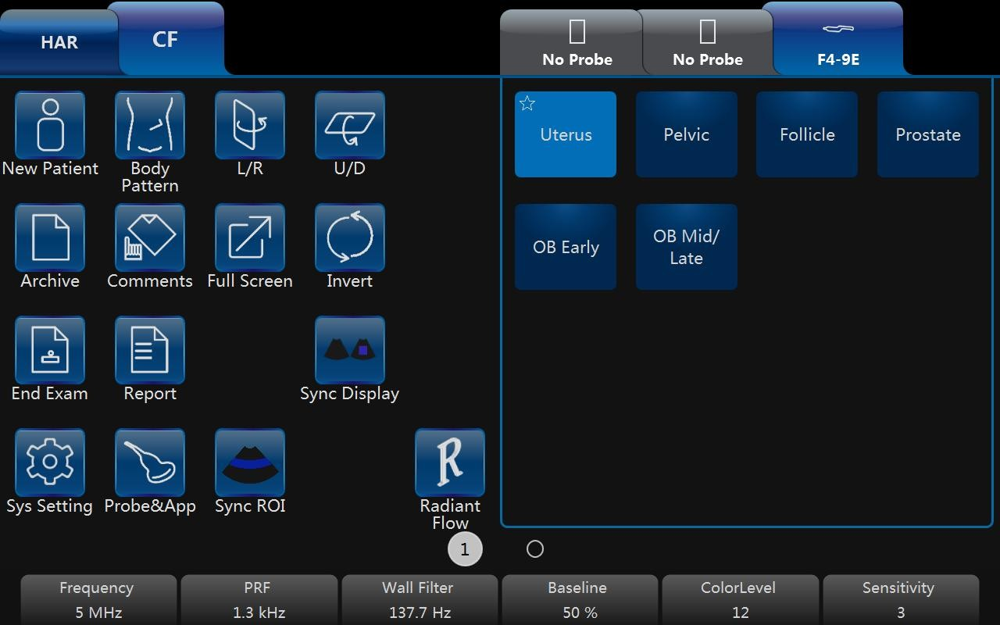 HAR
CF
No Probe
No Probe
F4-9E
New Patient
Body
Pattern
L/R
U/D
Archive
Comments
Full Screen
Invert
End Exam
Report
Sync Display
Sys Setting
Probe&App
Sync ROI
R
Radiant
Flow
Uterus
Pelvic
Follicle
Prostate
OB Early
OB Mid/
Late
1
Frequency
5 MHz
PRF
1.3 kHz
Wall Filter
137.7 Hz
Baseline
50 %
ColorLevel
12
Sensitivity
3